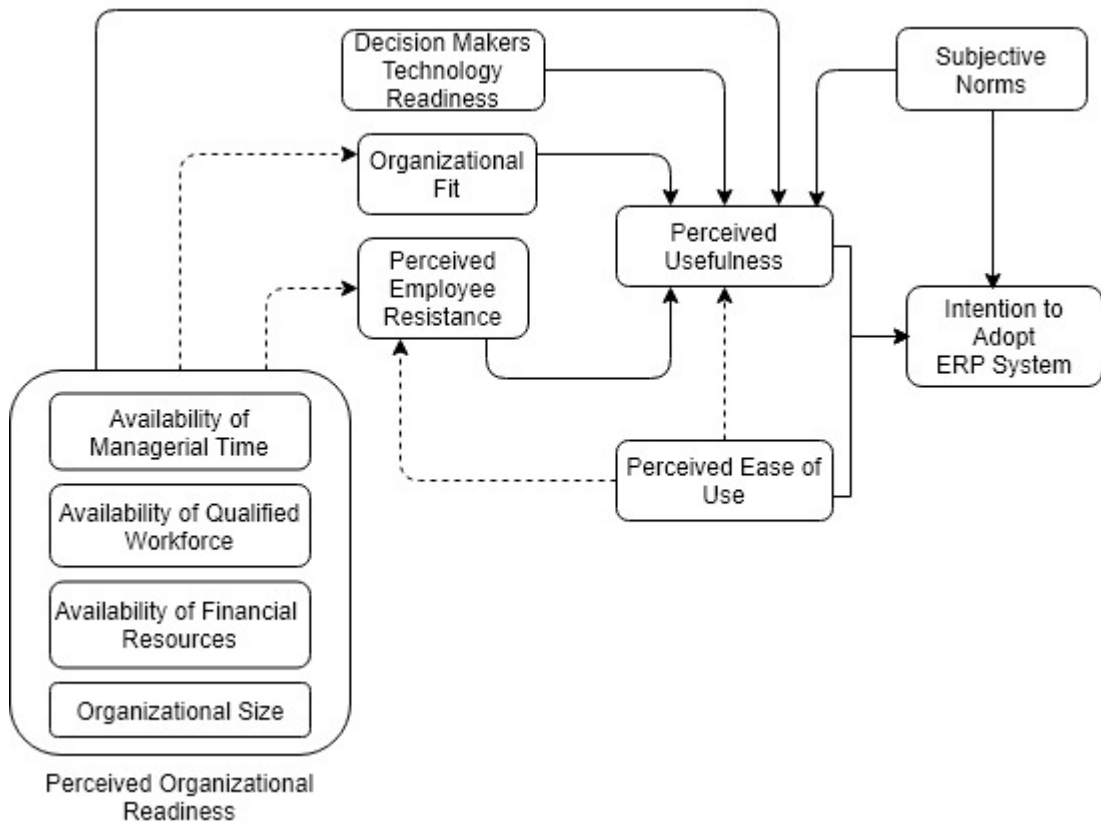 Decision Makers
Technology
Readiness
Subjective
Norms
Organizational
Fit
Perceived
Usefulness
Perceived
Employee
Resistance
Intention to
Adopt
ERP System
Availability of
Managerial Time
Perceived Ease of
Use
Availability of Qualified
Workforce
Availability of Financial
Resources
Organizational Size
Perceived Organizational
Readiness